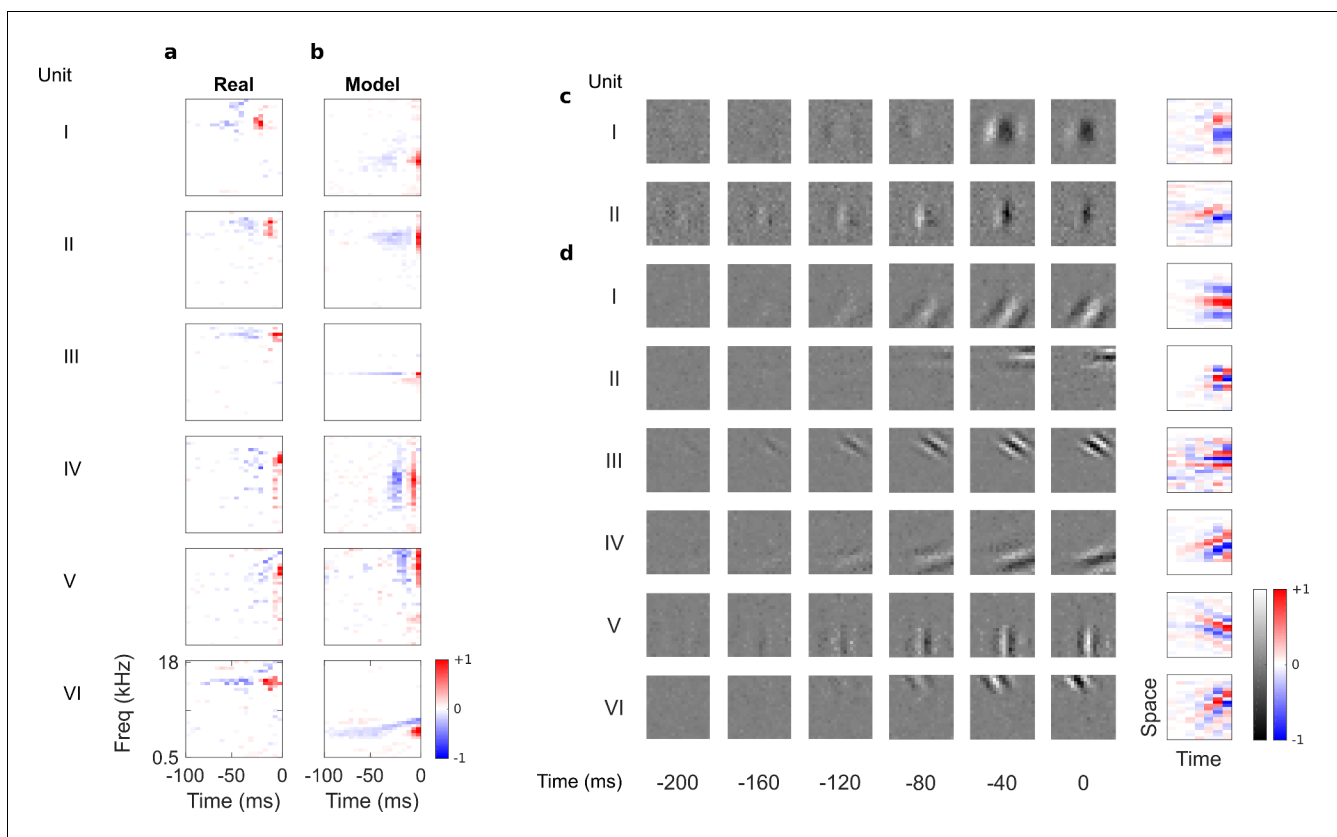 a
b
Unit
Real
Model
I
II
III
IV
V
VI
Freq (kHz)
18
0.5
-100
-50
0
-100
-50
0
Time (ms)
Time (ms)
+1
0
-1
Unit
c
I
II
d
I
II
III
IV
V
VI
Time (ms)
-200
-160
-120
-80
-40
0
Space
Time
+1
0
-1